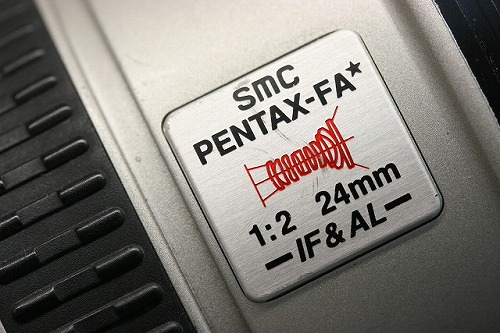 smc
PENTAX-FA★
1:2 24mm
IF & AL